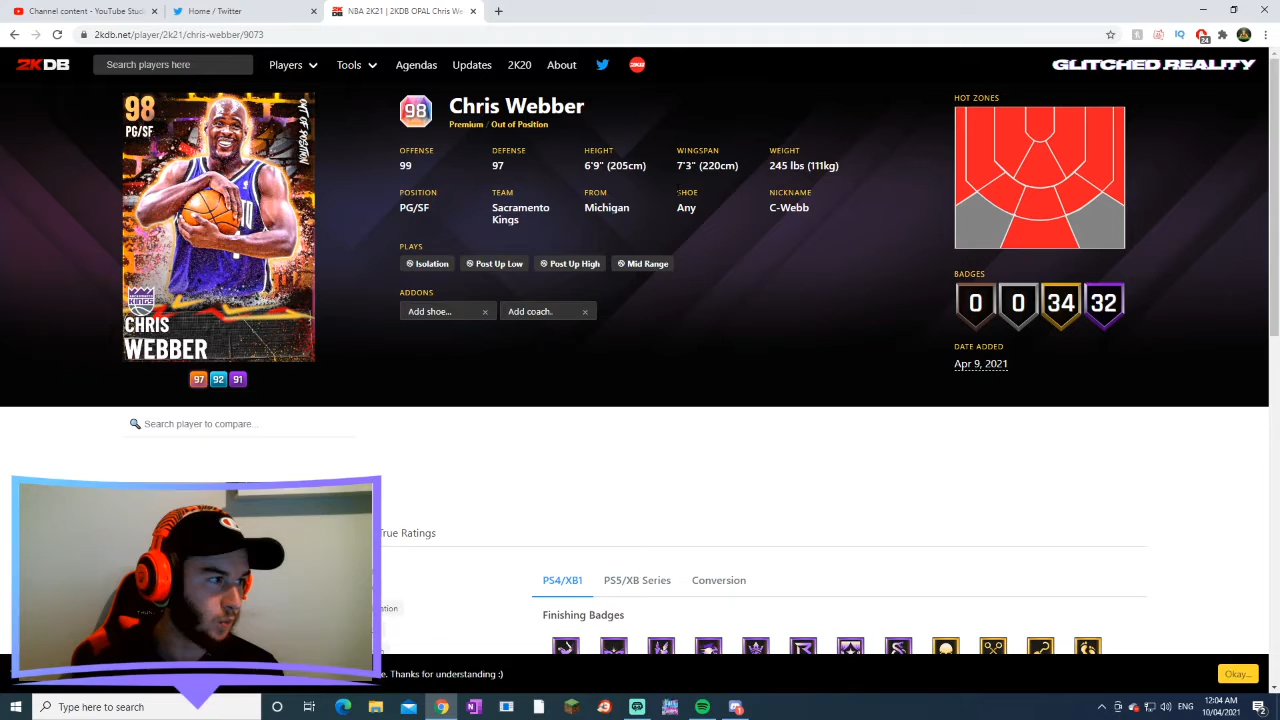 Channel content - YouTube Studi
Home / Twitter
NBA 2K21 | 2KDB OPAL Chris We
2kdb.net/player/2k21/chris-webber/9073
2KDB
Search players here
Players
Tools
Agendas
Updates
2K20
About
GLITCHED REALITY
98
PG/SF
OUT OF POSITION
CHRIS
WEBBER
97 92 91
98
Chris Webber
Premium / Out of Position
OFFENSE
99
DEFENSE
97
HEIGHT
6'9" (205cm)
WINGSPAN
7'3" (220cm)
WEIGHT
245 lbs (111kg)
POSITION
PG/SF
TEAM
Sacramento
Kings
FROM
Michigan
SHOE
Any
NICKNAME
C-Webb
PLAYS
Isolation
Post Up Low
Post Up High
Mid Range
ADDONS
Add shoe... ×
Add coach. ×
HOT ZONES
BADGES
0 0 34 32
DATE ADDED
Apr 9, 2021
Search player to compare...
True Ratings
PS4/XB1
PS5/XB Series
Conversion
Finishing Badges
e. Thanks for understanding :)
Okay...
Type here to search
ENG
12:04 AM
10/04/2021